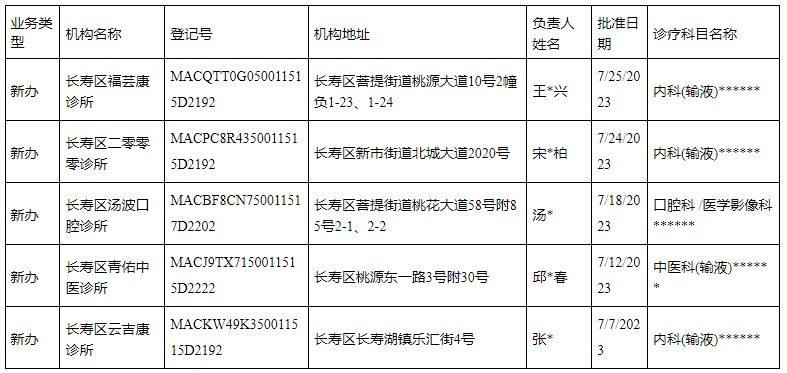 业务类
型
机构名称
登记号
机构地址
负责人
姓名
批准日
期
诊疗科目名称
新办
长寿区福芸康
诊所
MACQTT0G05001151
5D2192
长寿区菩提街道桃源大道10号2幢
负1-23、1-24
王*兴
7/25/2
023
内科(输液)******
新办
长寿区二零零
零诊所
MACPC8R435001151
5D2192
长寿区新市街道北城大道2020号
宋*柏
7/24/2
023
内科(输液)******
新办
长寿区汤波口
腔诊所
MACBF8CN75001151
7D2202
长寿区菩提街道桃花大道58号附8
5号2-1、2-2
汤*
7/18/2
023
口腔科 /医学影像科
******
新办
长寿区青佑中
医诊所
MACJ9TX715001151
5D2222
长寿区桃源东一路3号附30号
邱*春
7/12/2
023
中医科(输液)*****
*
新办
长寿区云吉康
诊所
MACKW49K3500115
15D2192
长寿区长寿湖镇乐汇街4号
张*
7/7/202
3
内科(输液)******